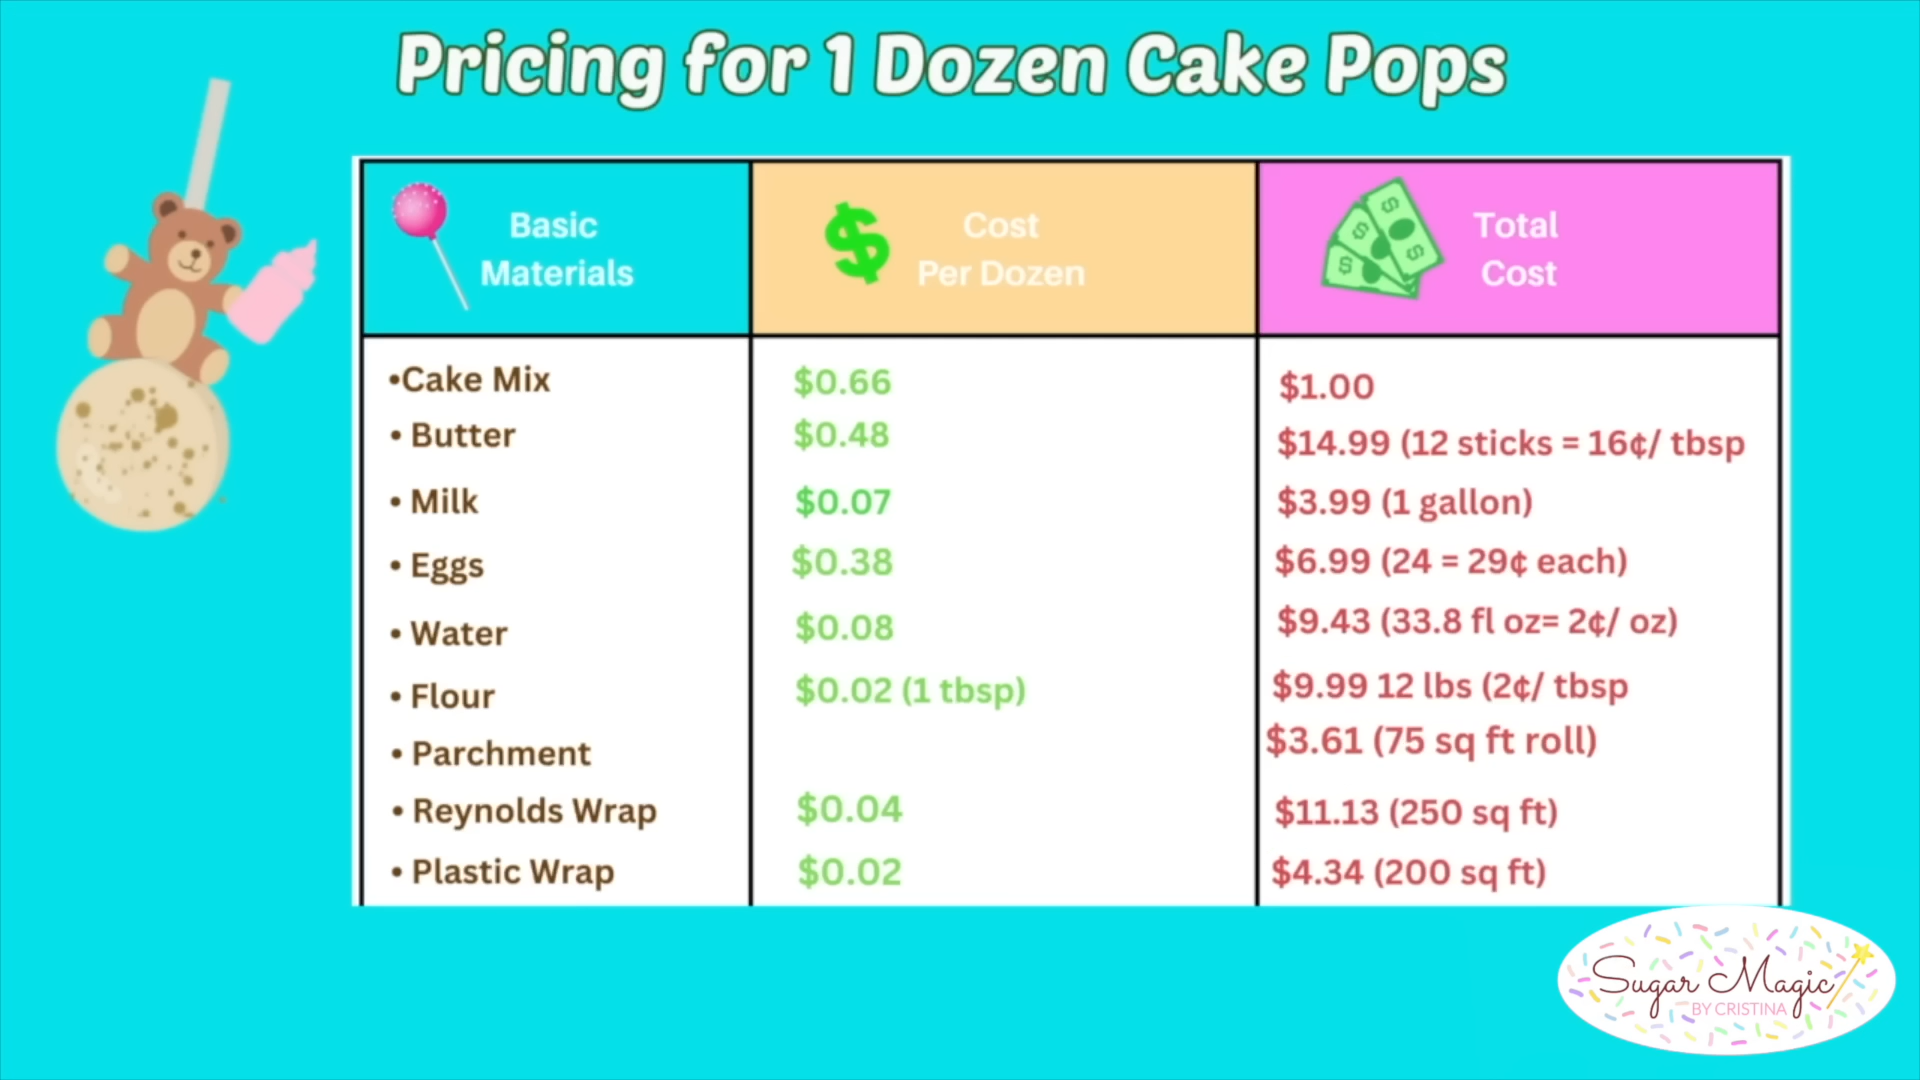 Pricing for 1 Dozen Cake Pops
Basic
Materials
$
Cost
Per Dozen
$
$
$
$
Total
Cost
•Cake Mix $0.66 $1.00
• Butter $0.48 $14.99 (12 sticks = 16¢/ tbsp
• Milk $0.07 $3.99 (1 gallon)
• Eggs $0.38 $6.99 (24 = 29¢ each)
• Water $0.08 $9.43 (33.8 fl oz= 2¢/ oz)
• Flour $0.02 (1 tbsp) $9.99 12 lbs (2¢/ tbsp
• Parchment $3.61 (75 sq ft roll)
• Reynolds Wrap $0.04 $11.13 (250 sq ft)
• Plastic Wrap $0.02 $4.34 (200 sq ft)
Sugar Magic
BY CRISTINA